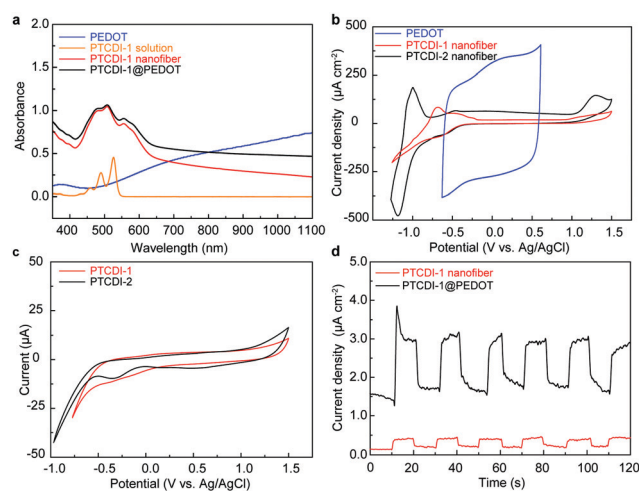 a
PEDOT
PTCDI-1 solution
PTCDI-1 nanofiber
PTCDI-1@PEDOT
Absorbance
2.0
1.5
1.0
0.5
0.0
400 500 600 700 800 900 1000 1100
Wavelength (nm)
b
PEDOT
PTCDI-1 nanofiber
PTCDI-2 nanofiber
Current density (µA cm-2)
500
250
0
-250
-500
-1.0 -0.5 0.0 0.5 1.0 1.5
Potential (V vs. Ag/AgCl)
c
PTCDI-1
PTCDI-2
Current (µA)
50
25
0
-25
-50
-1.0 -0.5 0.0 0.5 1.0 1.5
Potential (V vs. Ag/AgCl)
d
PTCDI-1 nanofiber
PTCDI-1@PEDOT
Current density (µA cm-2)
5.0
4.0
3.0
2.0
1.0
0.0
0 20 40 60 80 100 120
Time (s)